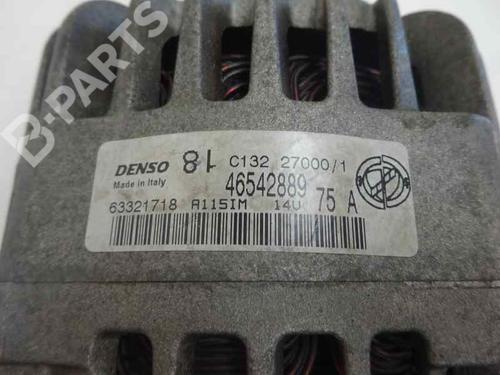 B-PARTS
DENSO 81 C132 27000/1
Made in Italy 46542889 75 A
63321718 A115IM 14V